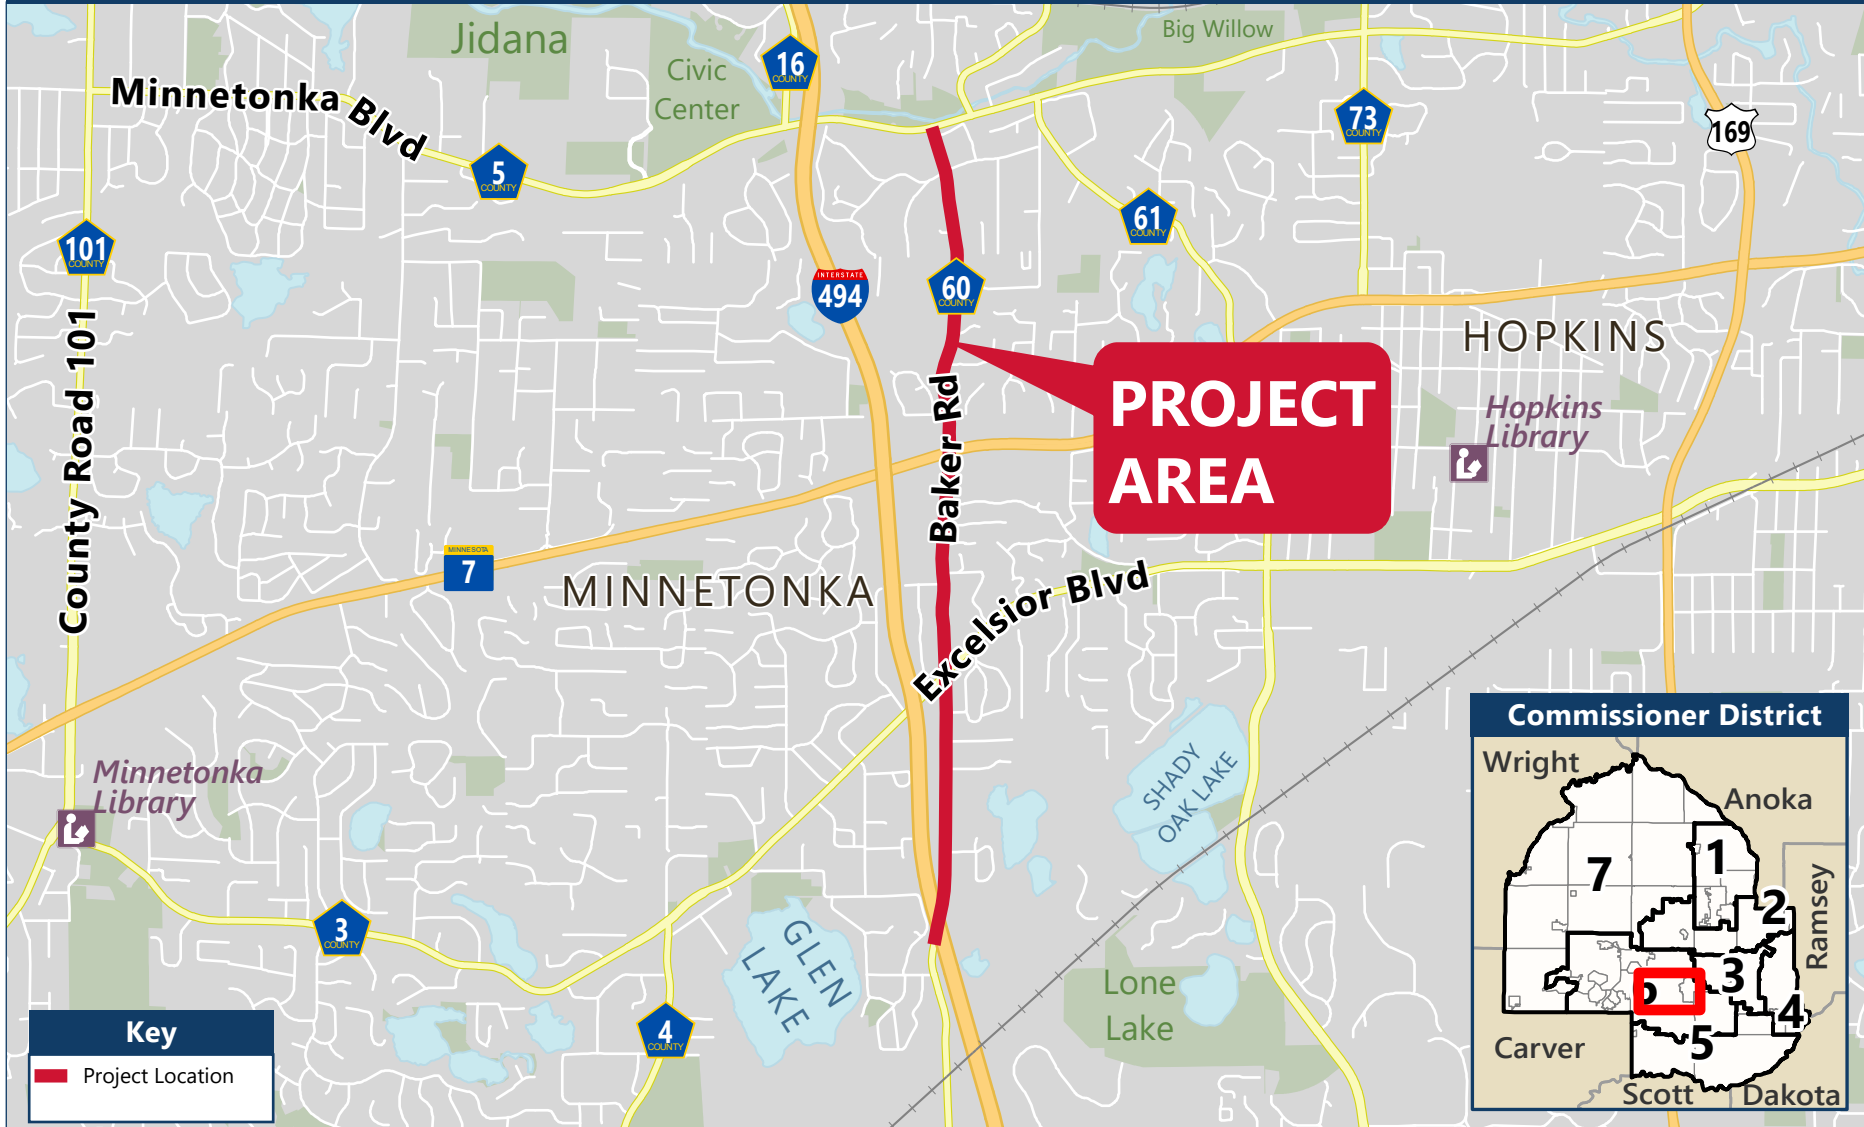 Jidana
Civic
Center
16
COUNTY
Big Willow
Minnetonka Blvd
5
COUNTY
73
COUNTY
169
101
COUNTY
61
COUNTY
INTERSTATE
494
60
COUNTY
HOPKINS
County Road 101
Baker Rd
PROJECT
AREA
Hopkins
Library
MINNESOTA
7
MINNETONKA
Excelsior Blvd
Minnetonka
Library
SHADY
OAK LAKE
3
COUNTY
GLEN
LAKE
4
COUNTY
Lone
Lake
Key
Project Location
Commissioner District
Wright
Anoka
1
7
2
Ramsey
3
6
4
5
Carver
Scott
Dakota